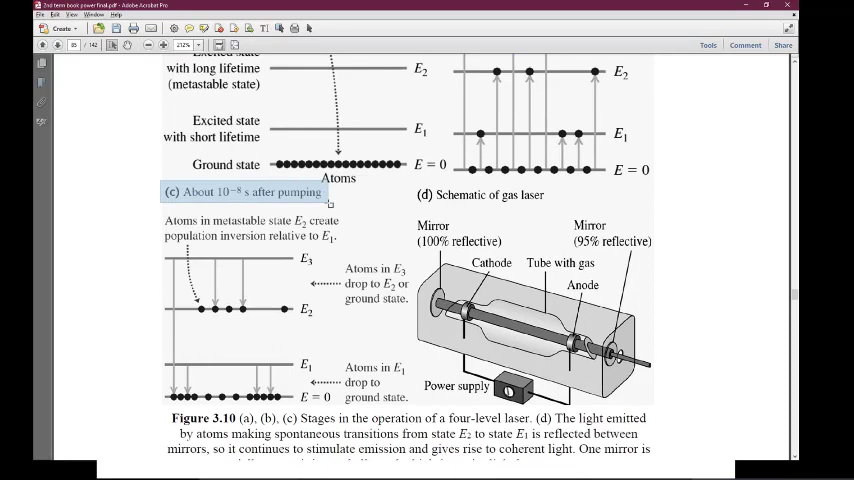 2nd term book power final.pdf - Adobe Acrobat Pro
File Edit View Window Help
Create
85 / 142
212%
Tools Comment Share
Excited state
with long lifetime
(metastable state)
E2
Excited state
with short lifetime
E1
Ground state
E = 0
Atoms
E2
E1
E = 0
(c) About 10⁻⁸ s after pumping
(d) Schematic of gas laser
Atoms in metastable state E2 create
population inversion relative to E1.
E3
Atoms in E3
drop to E2 or
ground state.
E2
E1
Atoms in E1
drop to
ground state.
E = 0
Mirror
(100% reflective)
Mirror
(95% reflective)
Cathode
Tube with gas
Anode
Power supply
Figure 3.10 (a), (b), (c) Stages in the operation of a four-level laser. (d) The light emitted
by atoms making spontaneous transitions from state E2 to state E1 is reflected between
mirrors, so it continues to stimulate emission and gives rise to coherent light. One mirror is